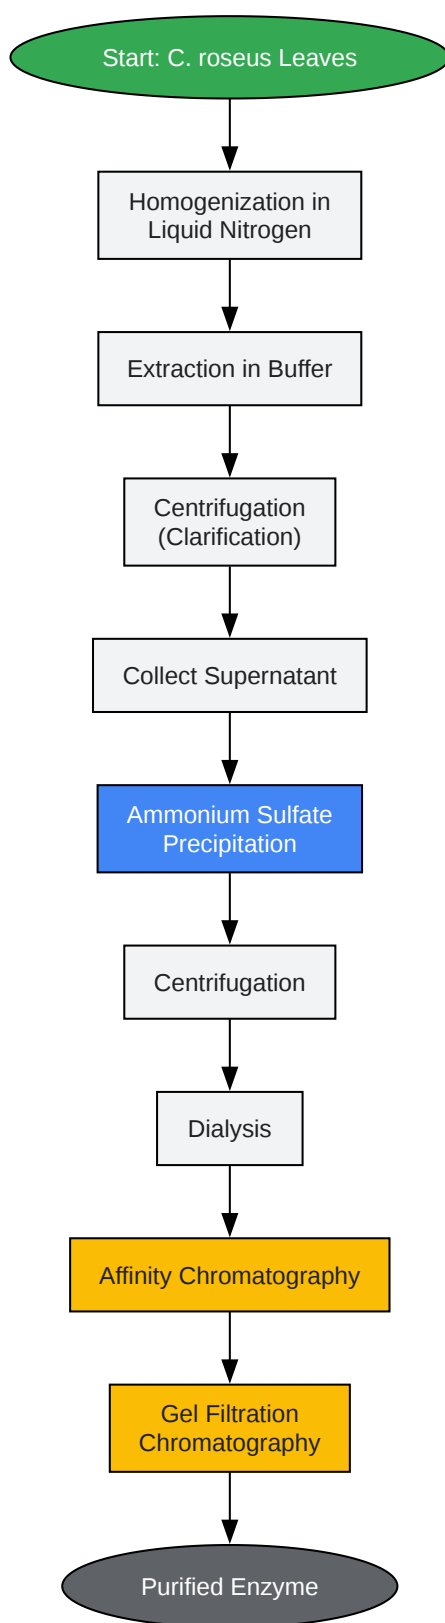 Start: C. roseus Leaves
Homogenization in
Liquid Nitrogen
Extraction in Buffer
Centrifugation
(Clarification)
Collect Supernatant
Ammonium Sulfate
Precipitation
Centrifugation
Dialysis
Affinity Chromatography
Gel Filtration
Chromatography
Purified Enzyme